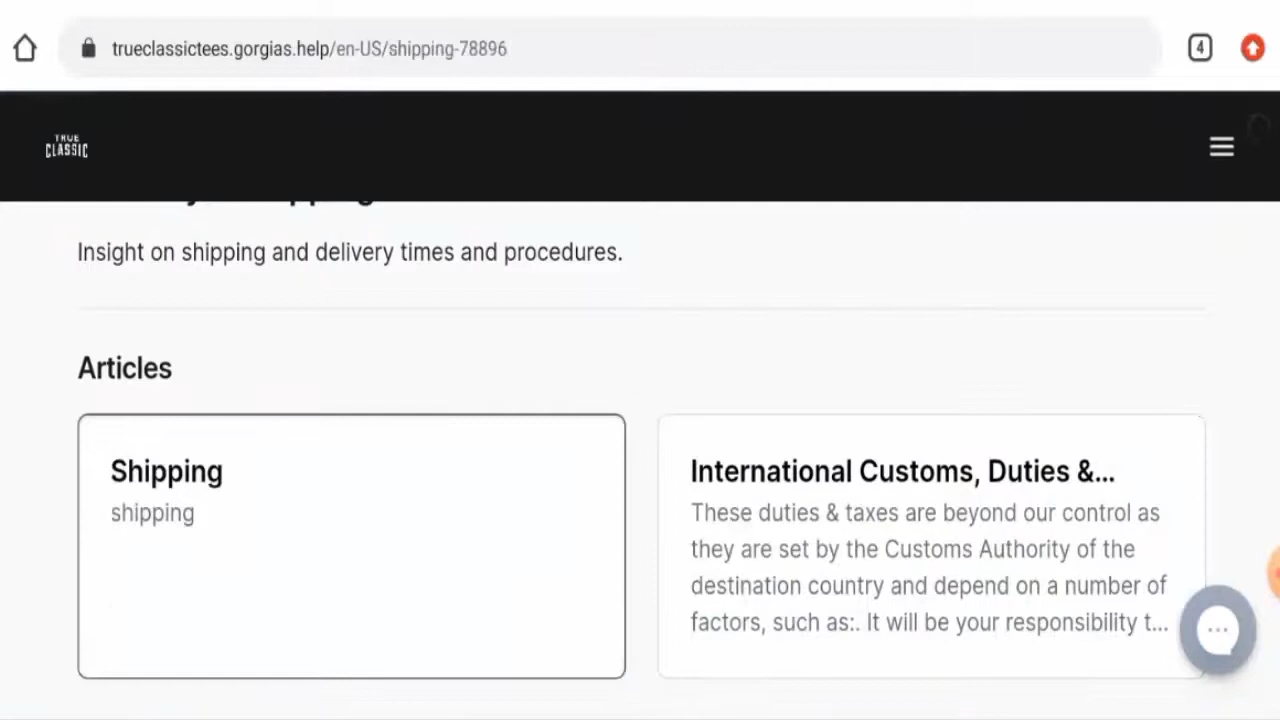 trueclassictees.gorgias.help/en-US/shipping-78896
4
TRUE
CLASSIC
Insight on shipping and delivery times and procedures.
Articles
Shipping
shipping
International Customs, Duties &...
These duties & taxes are beyond our control as
they are set by the Customs Authority of the
destination country and depend on a number of
factors, such as:. It will be your responsibility t...